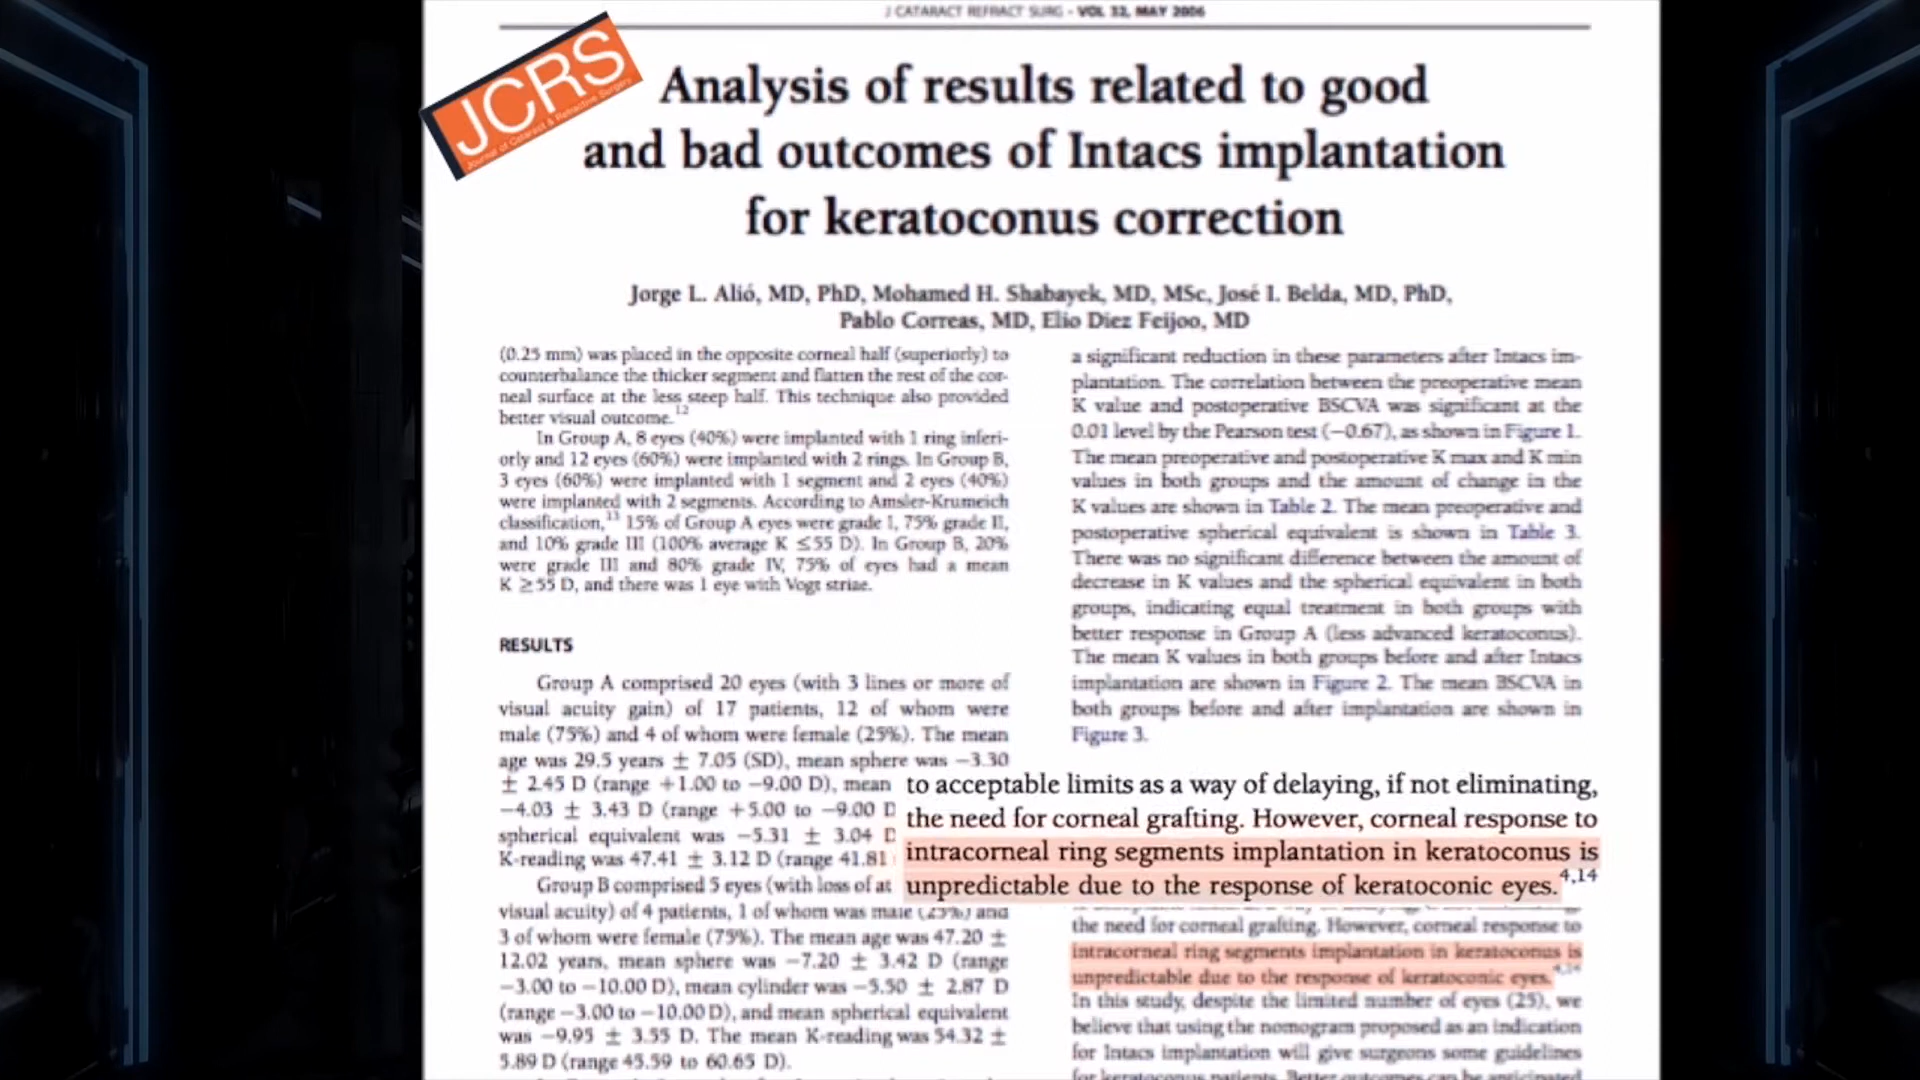 J CATARACT REFRACT SURG - VOL 32, MAY 2006
JCRS
Journal of Cataract & Refractive Surgery
Analysis of results related to good
and bad outcomes of Intacs implantation
for keratoconus correction
Jorge L. Alió, MD, PhD, Mohamed H. Shabayek, MD, MSc, José I. Belda, MD, PhD,
Pablo Correas, MD, Elio Diez Feijoo, MD
(0.25 mm) was placed in the opposite corneal half (superiorly) to
counterbalance the thicker segment and flatten the rest of the cor-
neal surface at the less steep half. This technique also provided
better visual outcome.12
In Group A, 8 eyes (40%) were implanted with 1 ring inferi-
orly and 12 eyes (60%) were implanted with 2 rings. In Group B,
3 eyes (60%) were implanted with 1 segment and 2 eyes (40%)
were implanted with 2 segments. According to Amsler-Krumeich
classification,13 15% of Group A eyes were grade I, 75% grade II,
and 10% grade III (100% average K ≤55 D). In Group B, 20%
were grade III and 80% grade IV, 75% of eyes had a mean
K ≥55 D, and there was 1 eye with Vogt striae.
RESULTS
Group A comprised 20 eyes (with 3 lines or more of
visual acuity gain) of 17 patients, 12 of whom were
male (75%) and 4 of whom were female (25%). The mean
age was 29.5 years ± 7.05 (SD), mean sphere was −3.30
± 2.45 D (range +1.00 to −9.00 D), mean
−4.03 ± 3.43 D (range +5.00 to −9.00 D
spherical equivalent was −5.31 ± 3.04 D
K-reading was 47.41 ± 3.12 D (range 41.81
Group B comprised 5 eyes (with loss of at
visual acuity) of 4 patients, 1 of whom was male (25%) and
3 of whom were female (75%). The mean age was 47.20 ±
12.02 years, mean sphere was −7.20 ± 3.42 D (range
−3.00 to −10.00 D), mean cylinder was −5.50 ± 2.87 D
(range −3.00 to −10.00 D), and mean spherical equivalent
was −9.95 ± 3.55 D. The mean K-reading was 54.32 ±
5.89 D (range 45.59 to 60.65 D).
a significant reduction in these parameters after Intacs im-
plantation. The correlation between the preoperative mean
K value and postoperative BSCVA was significant at the
0.01 level by the Pearson test (−0.67), as shown in Figure 1.
The mean preoperative and postoperative K max and K min
values in both groups and the amount of change in the
K values are shown in Table 2. The mean preoperative and
postoperative spherical equivalent is shown in Table 3.
There was no significant difference between the amount of
decrease in K values and the spherical equivalent in both
groups, indicating equal treatment in both groups with
better response in Group A (less advanced keratoconus).
The mean K values in both groups before and after Intacs
implantation are shown in Figure 2. The mean BSCVA in
both groups before and after implantation are shown in
Figure 3.
to acceptable limits as a way of delaying, if not eliminating,
the need for corneal grafting. However, corneal response to
intracorneal ring segments implantation in keratoconus is
unpredictable due to the response of keratoconic eyes.4,14
the need for corneal grafting. However, corneal response to
intracorneal ring segments implantation in keratoconus is
unpredictable due to the response of keratoconic eyes.4,14
In this study, despite the limited number of eyes (25), we
believe that using the nomogram proposed as an indication
for Intacs implantation will give surgeons some guidelines
for keratoconus patients. Better outcomes can be anticipated